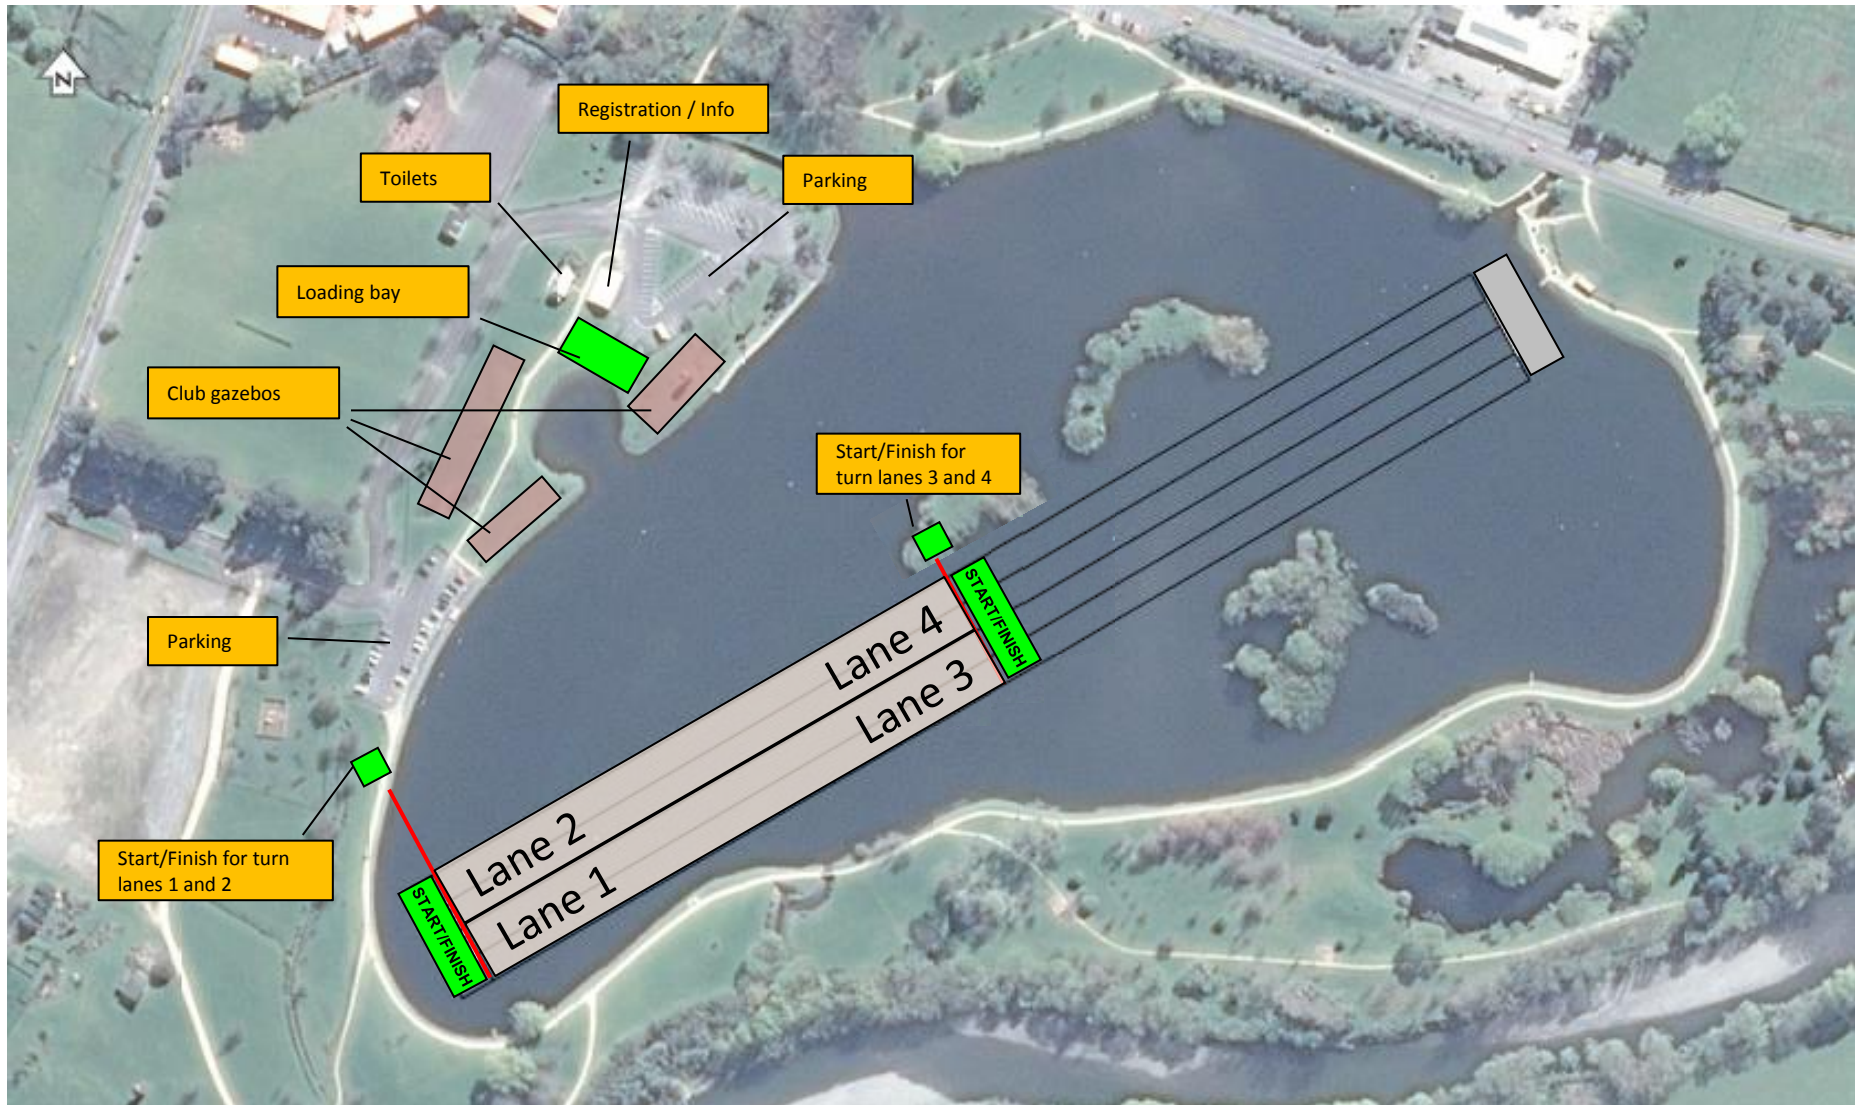 N
Registration / Info
Toilets
Parking
Loading bay
Club gazebos
Start/Finish for
turn lanes 3 and 4
START/FINISH
Lane 4
Lane 3
Parking
Lane 2
Lane 1
Start/Finish for turn
lanes 1 and 2
START/FINISH